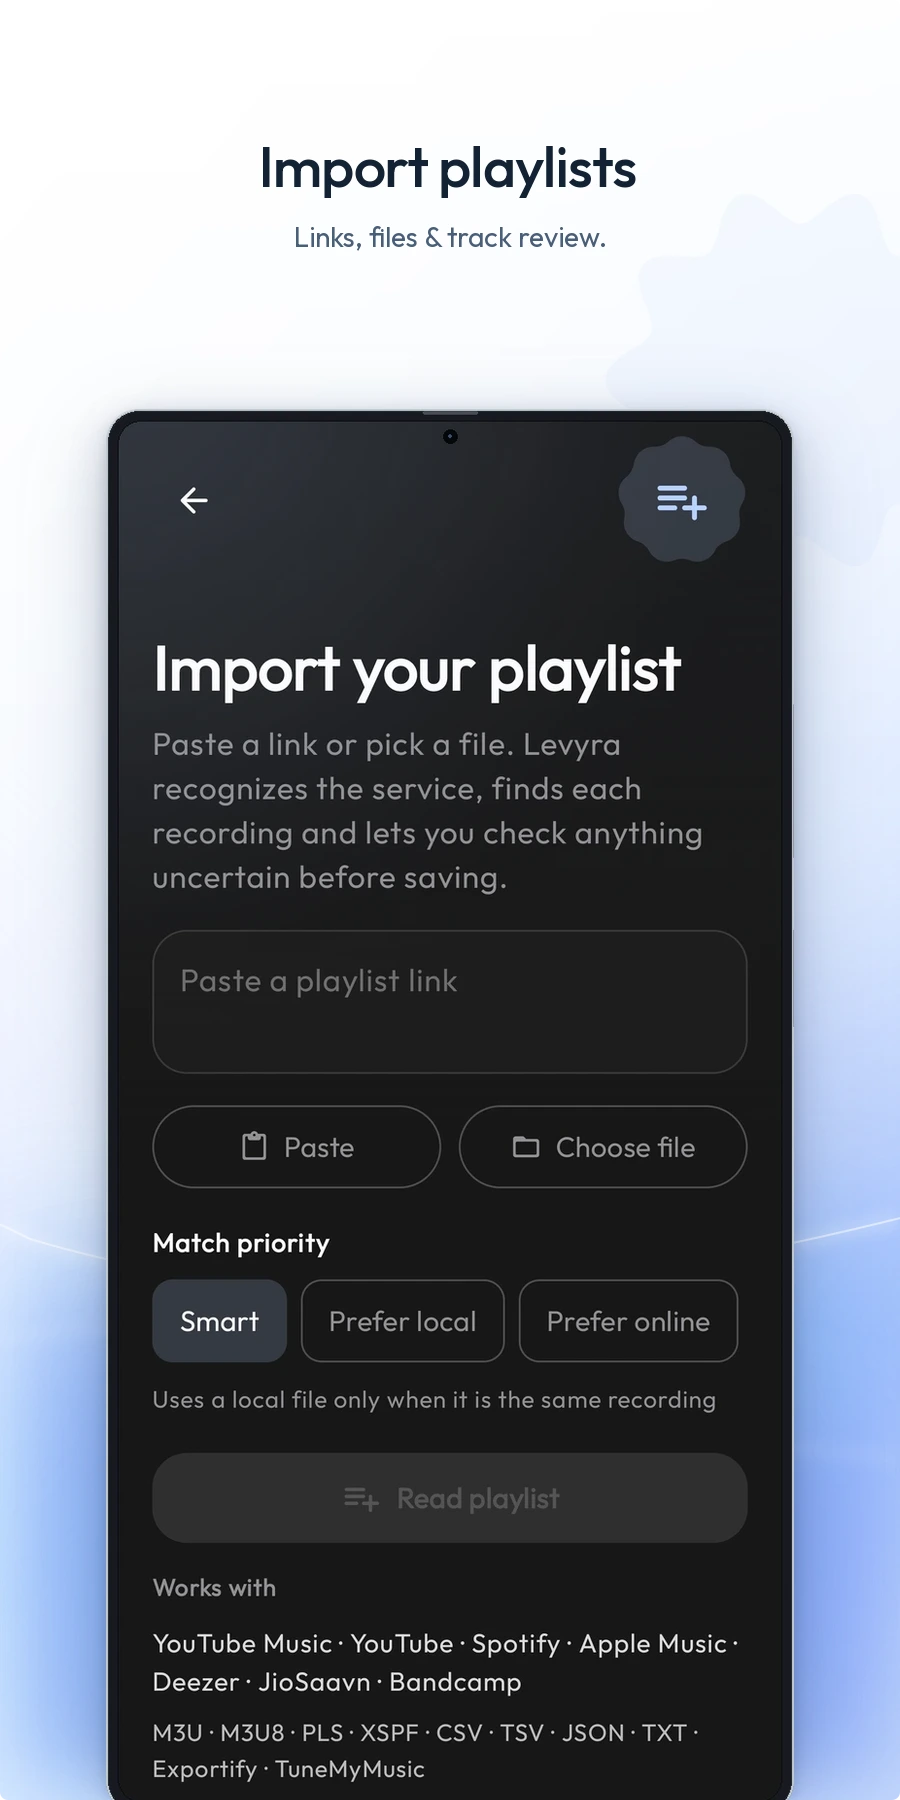 Import playlists
Links, files & track review.
Import your playlist
Paste a link or pick a file. Levyra
recognizes the service, finds each
recording and lets you check anything
uncertain before saving.
Paste a playlist link
Paste
Choose file
Match priority
Smart
Prefer local
Prefer online
Uses a local file only when it is the same recording
Read playlist
Works with
YouTube Music · YouTube · Spotify · Apple Music ·
Deezer · JioSaavn · Bandcamp
M3U · M3U8 · PLS · XSPF · CSV · TSV · JSON · TXT ·
Exportify · TuneMyMusic